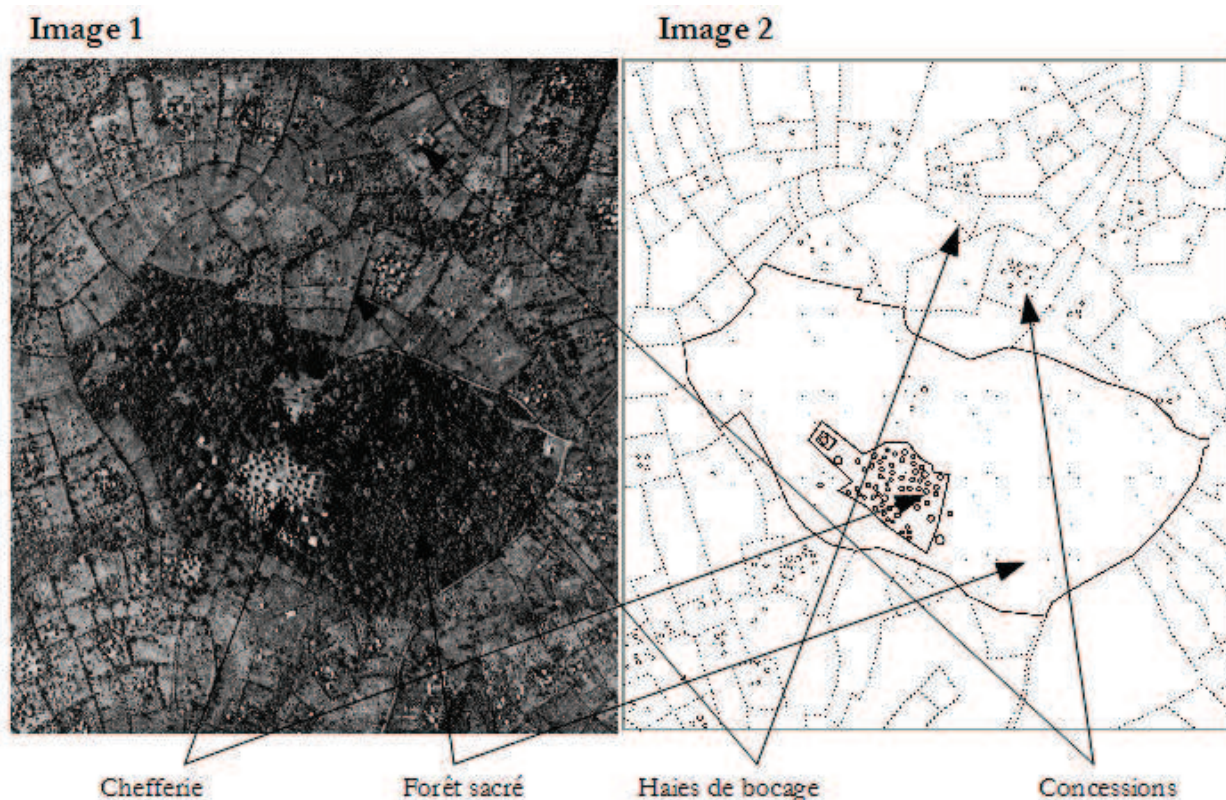 Image 1
Image 2
Chefferie
Forêt sacré
Haies de bocage
Concessions